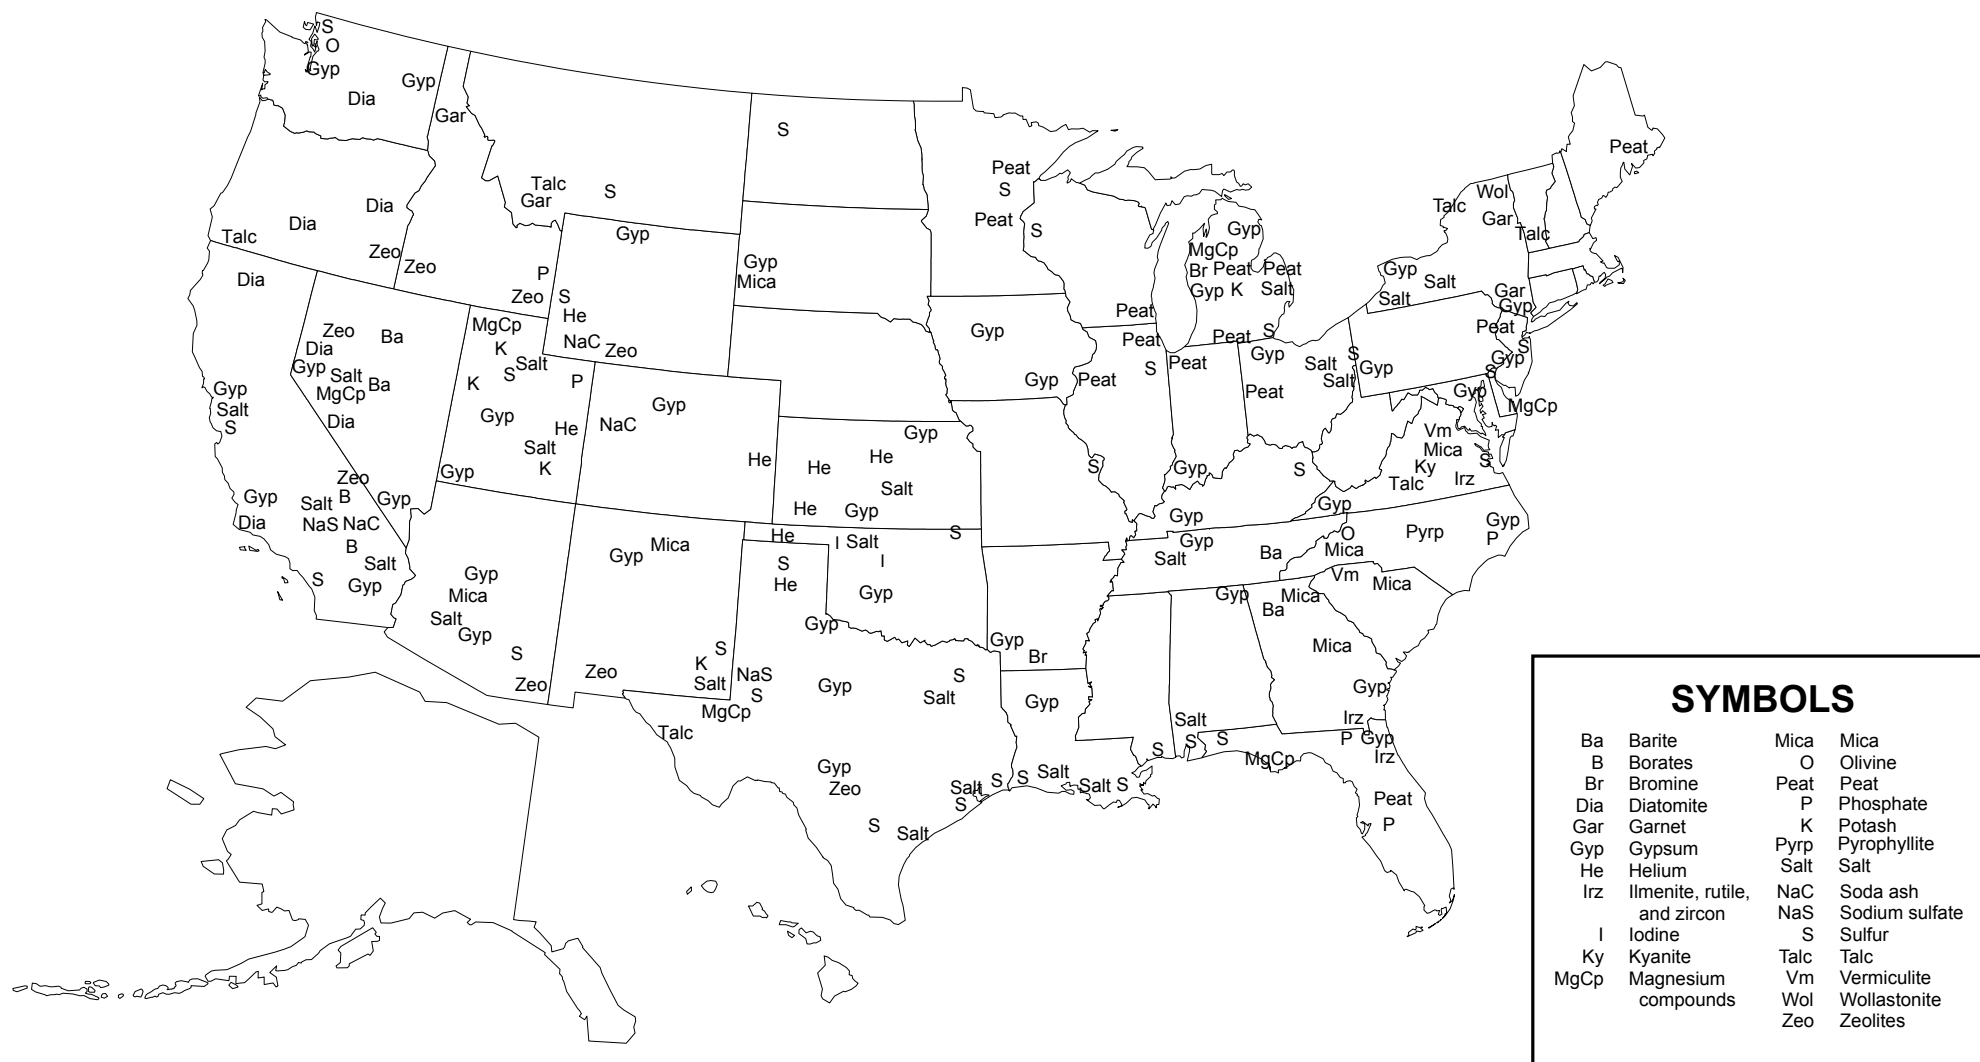 S
O
Gyp
Gyp
Dia
Gar
Dia
Dia
Talc
Zeo
Zeo
P
Zeo
Talc
Gar
S
S
Gyp
S
He
NaC
Zeo
Gyp
Mica
Dia
Gyp
Salt
S
Gyp
Dia
Salt
B
NaS
NaC
B
Salt
S
Gyp
Zeo
Ba
Dia
Gyp
Salt
Ba
MgCp
Dia
Zeo
Gyp
MgCp
K
Salt
S
K
P
Gyp
He
Salt
K
Gyp
Gyp
NaC
He
Gyp
Mica
Salt
Gyp
S
Zeo
Mica
Gyp
S
K
Salt
Zeo
Gyp
He
He
Salt
He
Gyp
S
He
I
Salt
I
Gyp
S
He
Gyp
NaS
S
MgCp
Talc
Gyp
S
Salt
Gyp
Zeo
Salt
S
S
S
Salt
Peat
S
Peat
S
Peat
Gyp
Gyp
Peat
S
Peat
S
Gyp
Br
Gyp
S
Salt
Salt
S
Gyp
MgCp
Br
Peat
Peat
Gyp
K
Salt
Peat
S
Peat
Gyp
Gyp
Salt
Salt
Peat
S
Gyp
S
Gyp
Gyp
Salt
Ba
Gyp
Salt
S
S
S
Mica
Ba
Mica
Gyp
Irz
P
Gyp
Irz
MgCp
Peat
P
Vm
Mica
O
Mica
Pyrp
Gyp
P
Vm
Mica
Ky
S
Talc
Irz
Gyp
Gyp
MgCp
Gyp
Peat
S
Gyp
S
Talc
Wol
Gar
Talc
Gyp
Salt
Salt
Gar
Gyp
Peat
SYMBOLS
Ba Barite
B Borates
Br Bromine
Dia Diatomite
Gar Garnet
Gyp Gypsum
He Helium
Irz Ilmenite, rutile,
and zircon
I Iodine
Ky Kyanite
MgCp Magnesium
compounds
Mica Mica
O Olivine
Peat Peat
P Phosphate
K Potash
Pyrp Pyrophyllite
Salt Salt
NaC Soda ash
NaS Sodium sulfate
S Sulfur
Talc Talc
Vm Vermiculite
Wol Wollastonite
Zeo Zeolites